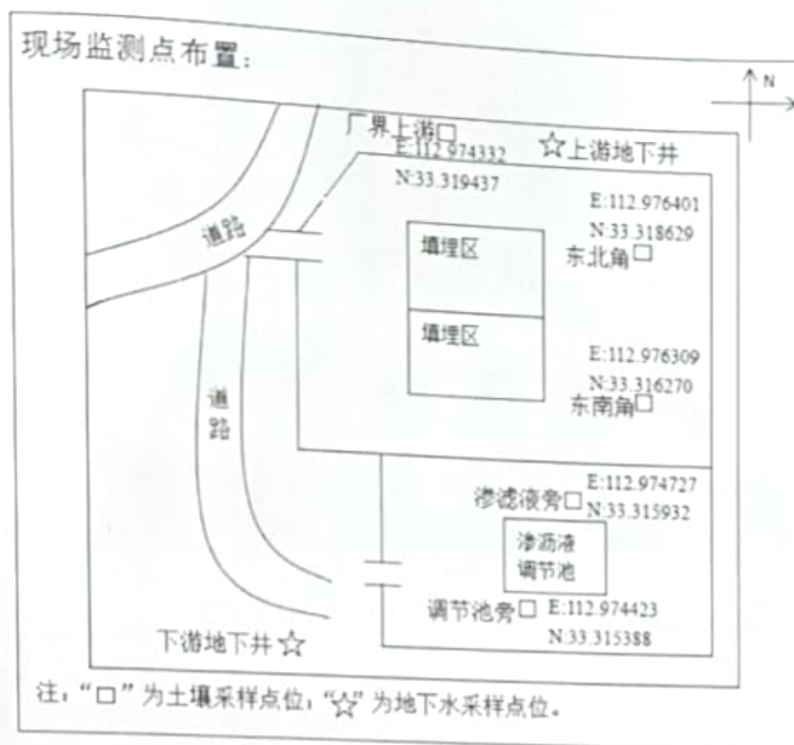 现场监测点布置：
N
厂界上游□
E:112.974332
N:33.319437
☆上游地下井
E:112.976401
N:33.318629
东北角□
道路
填埋区
填埋区
E:112.976309
N:33.316270
东南角□
道路
E:112.974727
渗滤液旁□
N:33.315932
渗沥液
调节池
调节池旁□
E:112.974423
N:33.315388
下游地下井☆
注：“□”为土壤采样点位；“☆”为地下水采样点位。